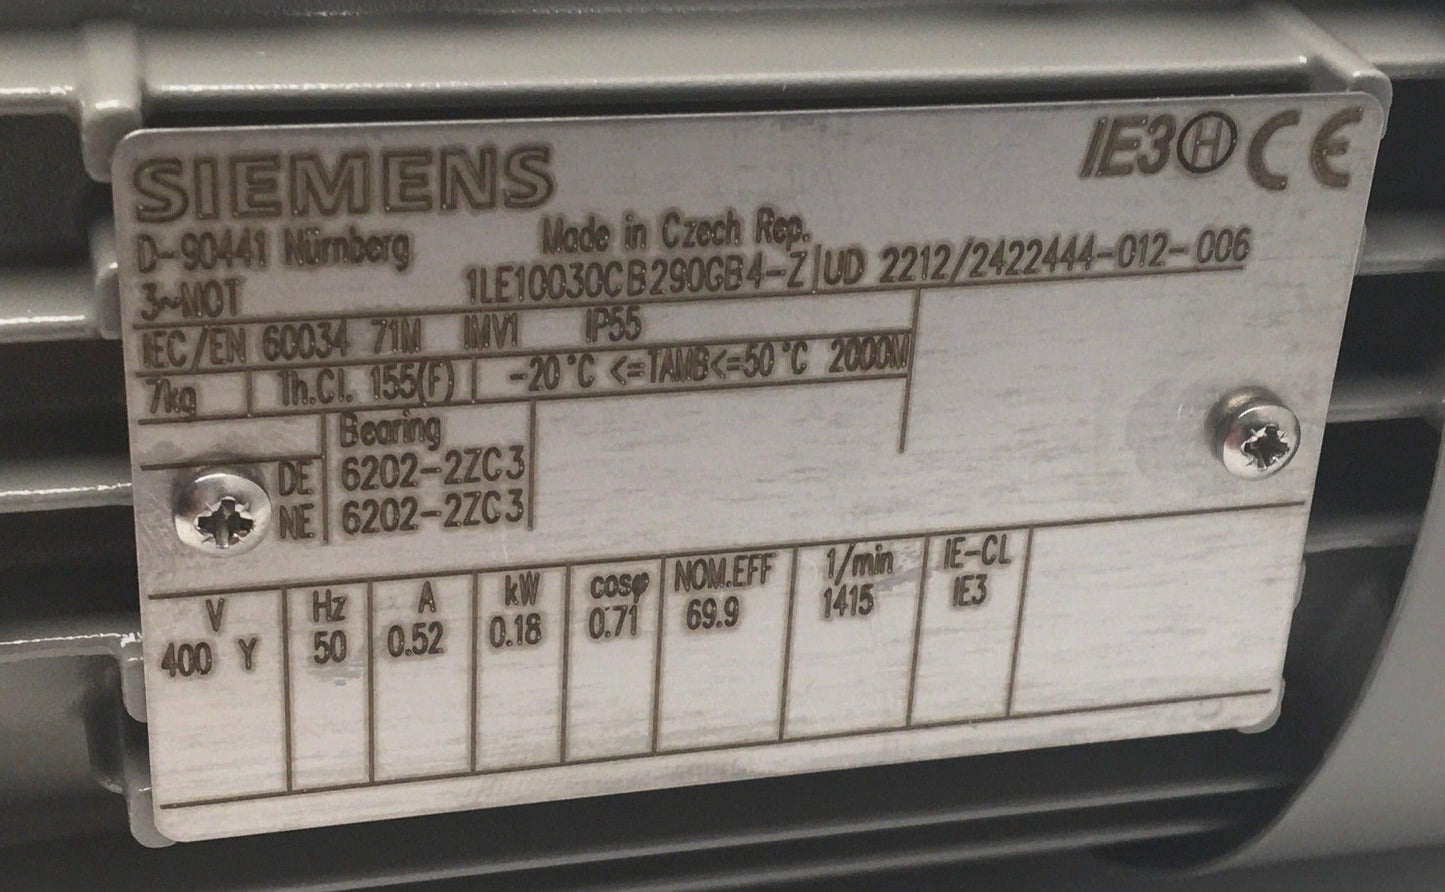 SIEMENS IE3 H CE
D-90441 Nürnberg Made in Czech Rep.
3~MOT 1LE10030CB290GB4-Z UD 2212/2422444-012-006
IEC/EN 60034 71M IMV1 IP55
7kg Th.Cl. 155(F) -20°C <=TAMB<=50°C 2000M
Bearing
DE 6202-2ZC3
NE 6202-2ZC3
V Hz A kW cosφ NOM.EFF 1/min IE-CL
400 Y 50 0.52 0.18 0.71 69.9 1415 IE3